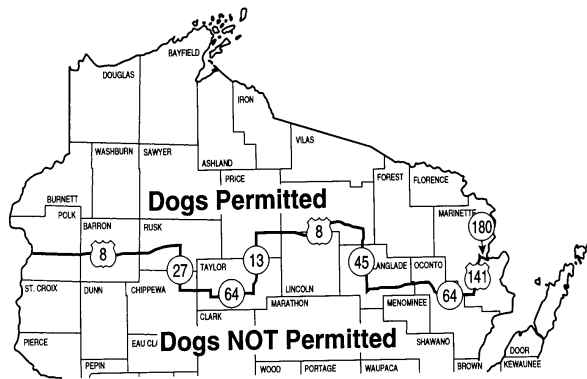 BAYFIELD
DOUGLAS
IRON
VILAS
WASHBURN
SAWYER
ASHLAND
PRICE
FOREST
FLORENCE
Dogs Permitted
BURNETT
POLK
MARINETTE
180
BARRON
RUSK
8
8
13
27
TAYLOR
45
LANGLADE
OCONTO
141
ST. CROIX
DUNN
CHIPPEWA
64
LINCOLN
64
MARATHON
MENOMINEE
CLARK
PIERCE
EAU CL
Dogs NOT Permitted
SHAWANO
DOOR
PEPIN
WOOD
PORTAGE
WAUPACA
BROWN
KEWAUNEE